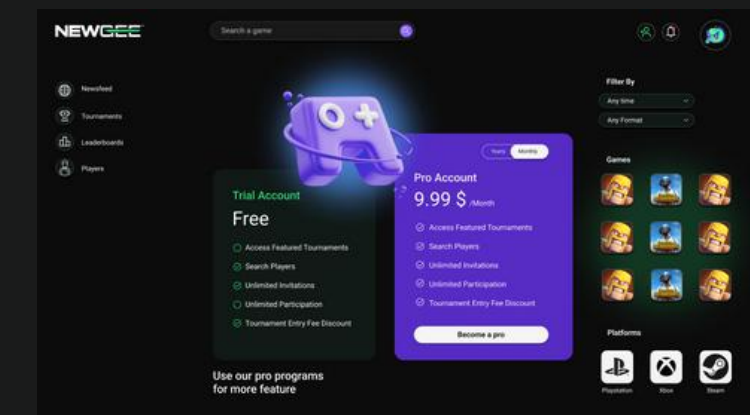 NEWGEE
Search a game
Newsfeed
Tournaments
Leaderboards
Players
Trial Account
Free
Access Featured Tournaments
Search Players
Unlimited Invitations
Unlimited Participation
Tournament Entry Fee Discount
Yearly
Monthly
Pro Account
9.99 $ /Month
Access Featured Tournaments
Search Players
Unlimited Invitations
Unlimited Participation
Tournament Entry Fee Discount
Become a pro
Use our pro programs
for more feature
Filter By
Any time
Any Format
Games
Platforms
Playstation
Xbox
Steam